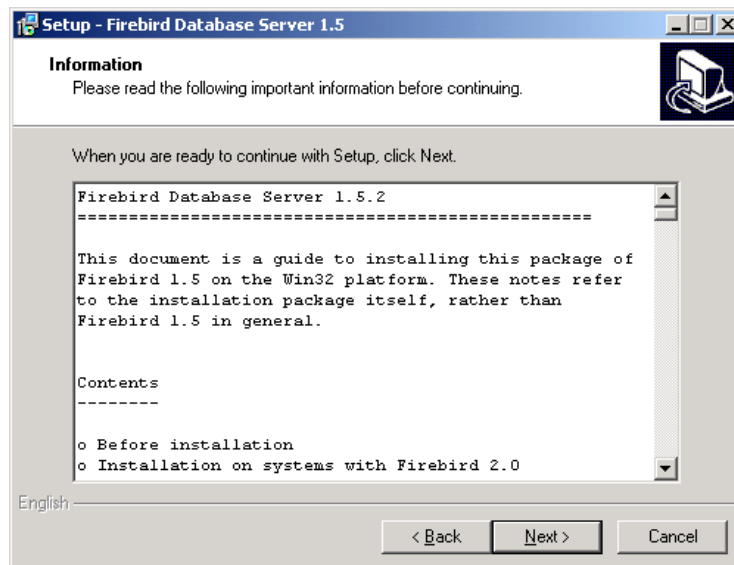 Setup - Firebird Database Server 1.5
Information
Please read the following important information before continuing.
When you are ready to continue with Setup, click Next.
Firebird Database Server 1.5.2
==================================================
This document is a guide to installing this package of
Firebird 1.5 on the Win32 platform. These notes refer
to the installation package itself, rather than
Firebird 1.5 in general.
Contents
--------
o Before installation
o Installation on systems with Firebird 2.0
English
< Back
Next >
Cancel